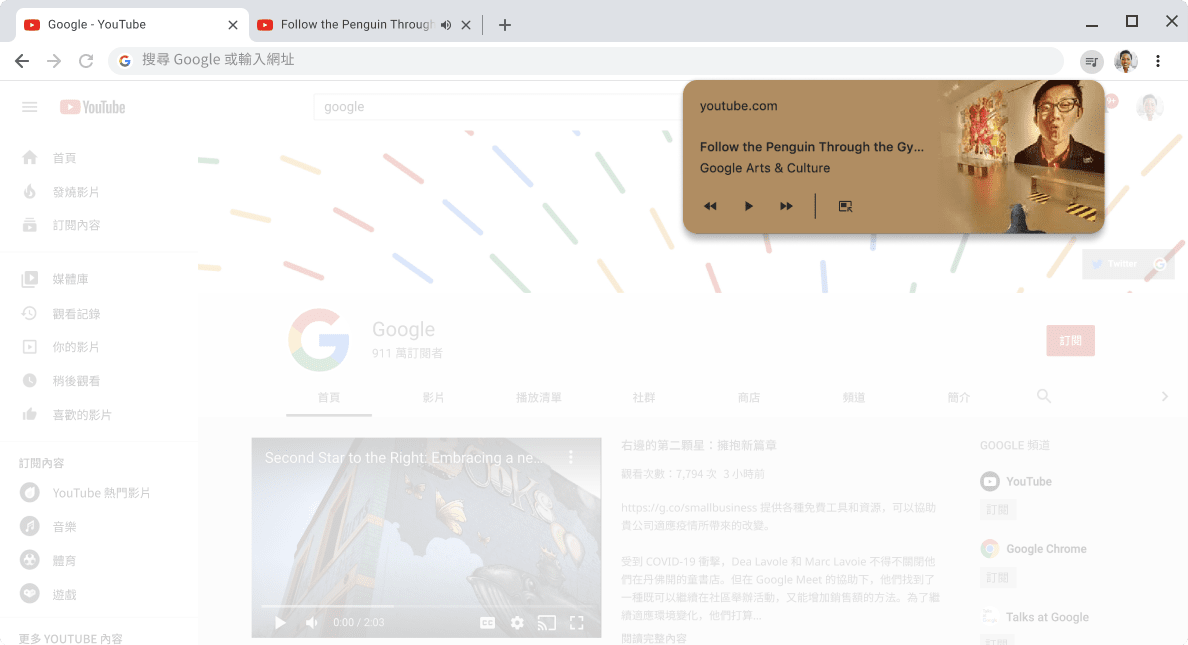 Google - YouTube
Follow the Penguin Through
搜尋 Google 或輸入網址
YouTube
google
9+
youtube.com
Follow the Penguin Through the Gy...
Google Arts & Culture
首頁
發燒影片
訂閱內容
媒體庫
觀看記錄
你的影片
稍後觀看
喜歡的影片
訂閱內容
YouTube 熱門影片
音樂
體育
遊戲
更多 YOUTUBE 內容
Twitter
Google
911 萬訂閱者
訂閱
首頁
影片
播放清單
社群
商店
頻道
簡介
Second Star to the Right: Embracing a ne...
0:00 / 2:03
CC
右邊的第二顆星：擁抱新篇章
觀看次數：7,794 次 3 小時前
https://g.co/smallbusiness 提供各種免費工具和資源，可以協助
貴公司適應疫情所帶來的改變。
受到 COVID-19 衝擊，Dea Lavoie 和 Marc Lavoie 不得不關閉他
們在丹佛開的童書店。但在 Google Meet 的協助下，他們找到了
一種既可以繼續在社區舉辦活動，又能增加銷售額的方法。為了繼
續適應環境變化，他們打算...
閱讀完整內容
GOOGLE 頻道
YouTube
訂閱
Google Chrome
訂閱
Talks at Google
訂閱